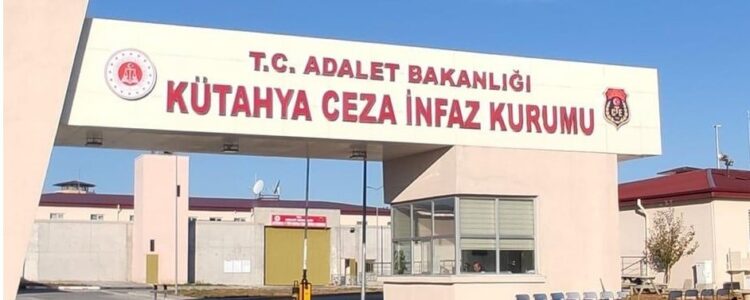 T.C. ADALET BAKANLIĞI
KÜTAHYA CEZA İNFAZ KURUMU